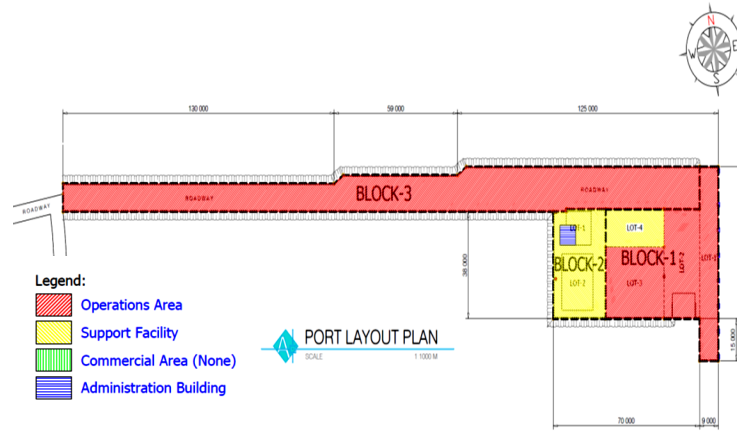 N
W
E
S
130 000
59 000
125 000
ROADWAY
BLOCK-3
ROADWAY
ROADWAY
38 000
LOT-1
LOT-4
BLOCK-2
BLOCK-1
LOT-2
LOT-1
LOT-2
LOT-3
15 000
70 000
9 000
Legend:
Operations Area
Support Facility
Commercial Area (None)
Administration Building
A
PORT LAYOUT PLAN
SCALE
1:1000 M